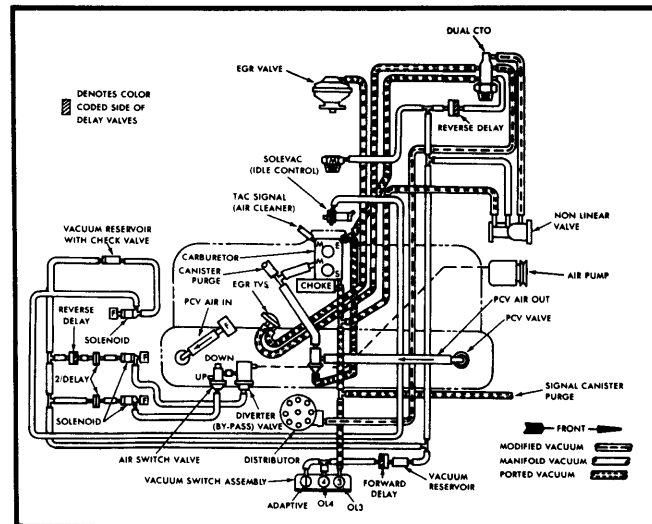 DUAL CTO
EGR VALVE
DENOTES COLOR
CODED SIDE OF
DELAY VALVES
REVERSE DELAY
SOLEVAC
(IDLE CONTROL)
TAC SIGNAL
(AIR CLEANER)
NON LINEAR
VALVE
VACUUM RESERVOIR
WITH CHECK VALVE
CARBURETOR
M
E
M
S
CANISTER
PURGE
CHOKE
AIR PUMP
EGR TVS
PCV AIR IN
F
PCV AIR OUT
PCV VALVE
REVERSE
DELAY
SOLENOID
F
F
F
2/DELAY
DOWN
UP
SOLENOID
SIGNAL CANISTER
PURGE
DIVERTER
(BY-PASS) VALVE
AIR SWITCH VALVE
DISTRIBUTOR
FRONT
MODIFIED VACUUM
MANIFOLD VACUUM
PORTED VACUUM
VACUUM SWITCH ASSEMBLY
1
4
3
FORWARD
DELAY
VACUUM
RESERVOIR
ADAPTIVE
OL4
OL3